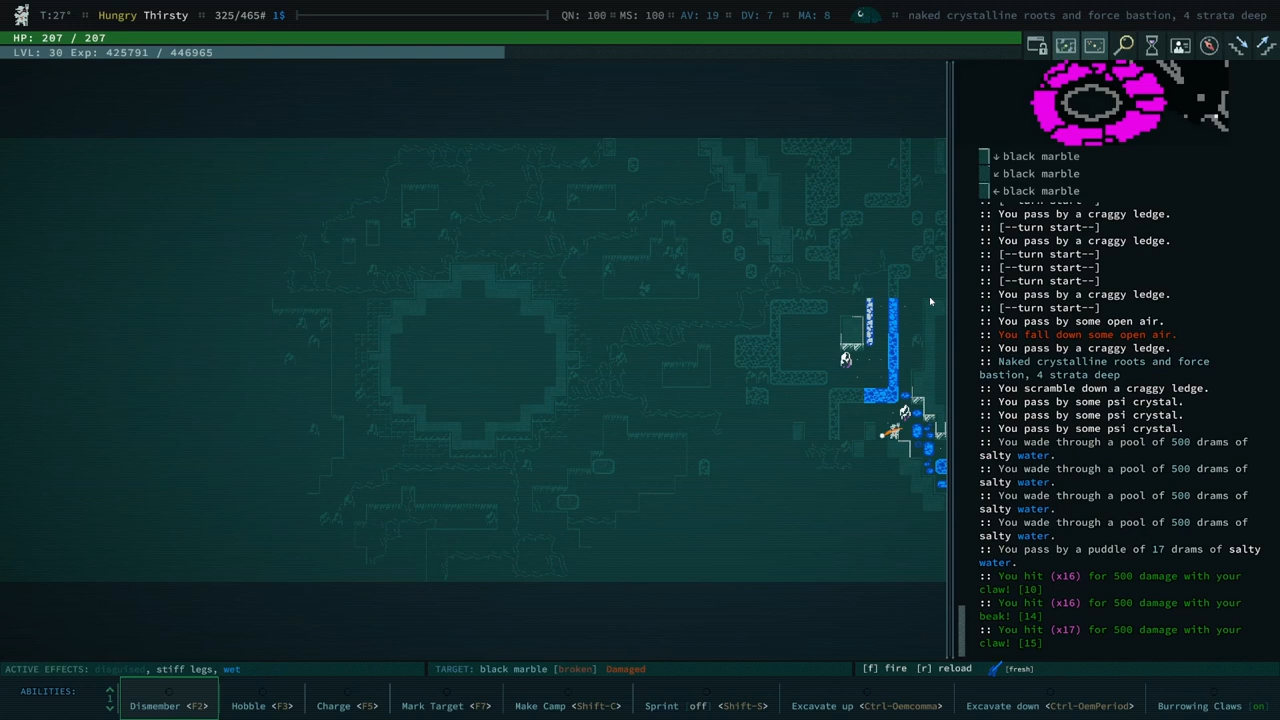 T:27° :: Hungry Thirsty :: 325/465# 1$ QN: 100 :: MS: 100 :: AV: 19 :: DV: 7 :: MA: 8 :: naked crystalline roots and force bastion, 4 strata deep
HP: 207 / 207
LVL: 30 Exp: 425791 / 446965
↓ black marble
↙ black marble
← black marble
:: [--turn start--]
:: You pass by a craggy ledge.
:: [--turn start--]
:: You pass by a craggy ledge.
:: [--turn start--]
:: [--turn start--]
:: [--turn start--]
:: You pass by a craggy ledge.
:: [--turn start--]
:: You pass by some open air.
:: You fall down some open air.
:: You pass by a craggy ledge.
:: Naked crystalline roots and force
bastion, 4 strata deep
:: You scramble down a craggy ledge.
:: You pass by some psi crystal.
:: You pass by some psi crystal.
:: You pass by some psi crystal.
:: You wade through a pool of 500 drams of
salty water.
:: You wade through a pool of 500 drams of
salty water.
:: You wade through a pool of 500 drams of
salty water.
:: You wade through a pool of 500 drams of
salty water.
:: You pass by a puddle of 17 drams of salty
water.
:: You hit (x16) for 500 damage with your
claw! [10]
:: You hit (x16) for 500 damage with your
beak! [14]
:: You hit (x17) for 500 damage with your
claw! [15]
ACTIVE EFFECTS: disguised, stiff legs, wet
TARGET: black marble [broken] Damaged
[f] fire [r] reload [fresh]
ABILITIES: 1 Dismember <F2> Hobble <F3> Charge <F5> Mark Target <F7> Make Camp <Shift-C> Sprint [off] <Shift-S> Excavate up <Ctrl-Oemcomma> Excavate down <Ctrl-OemPeriod> Burrowing Claws [on]